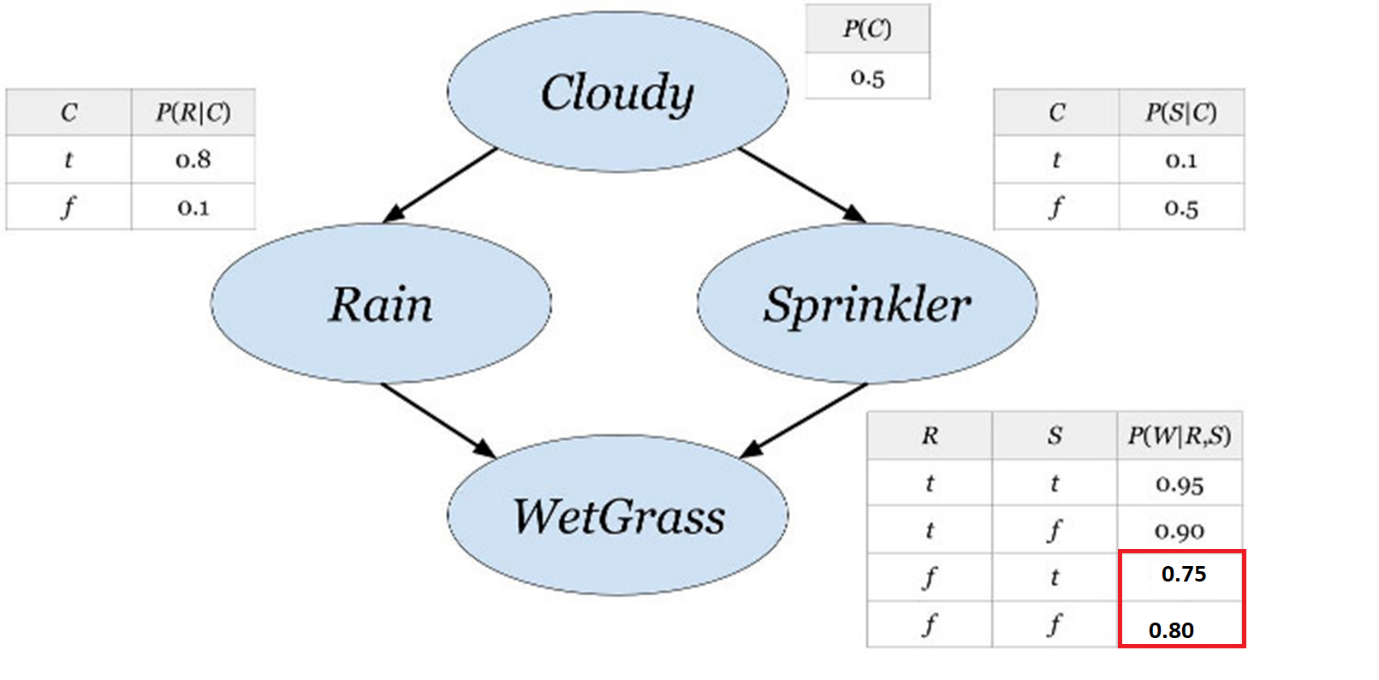 P(C)
0.5
Cloudy
C P(R|C)
t 0.8
f 0.1
C P(S|C)
t 0.1
f 0.5
Rain
Sprinkler
WetGrass
R S P(W|R,S)
t t 0.95
t f 0.90
f t 0.75
f f 0.80